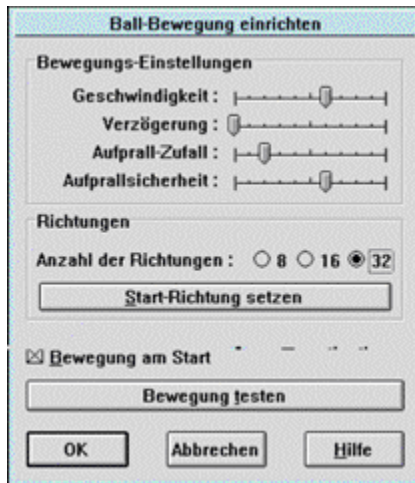 Ball-Bewegung einrichten
Bewegungs-Einstellungen
Geschwindigkeit :
Verzögerung :
Aufprall-Zufall :
Aufprallsicherheit :
Richtungen
Anzahl der Richtungen : 8 16 32
Start-Richtung setzen
Bewegung am Start
Bewegung testen
OK Abbrechen Hilfe